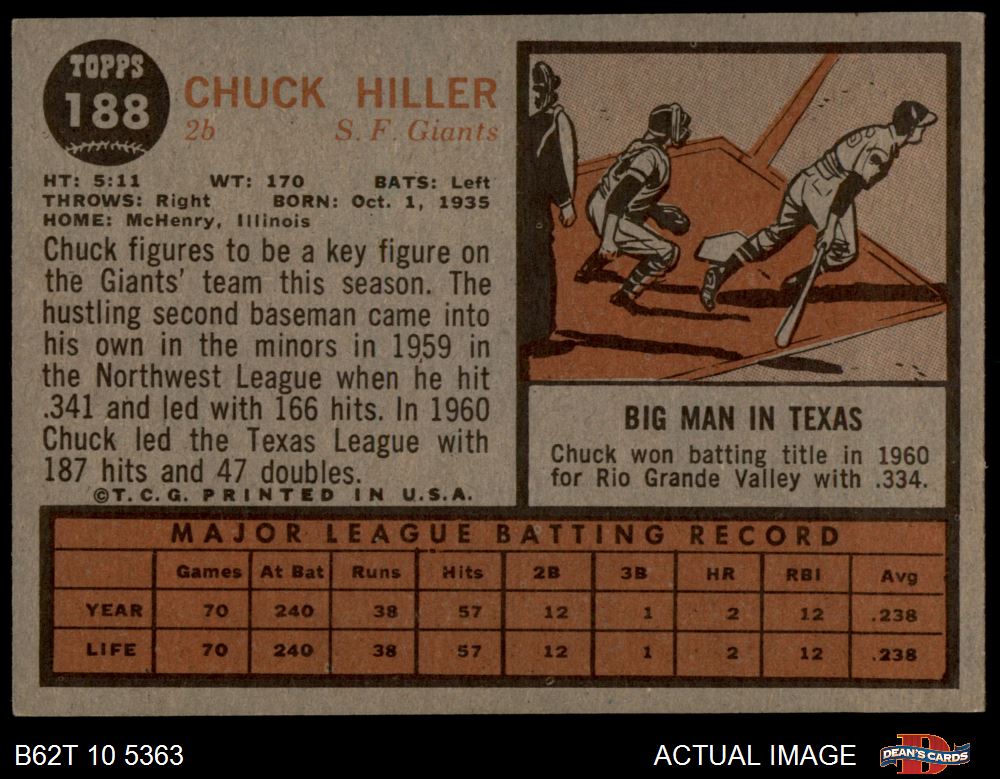 TOPPS
188
CHUCK HILLER
2b S. F. Giants
HT: 5:11 WT: 170 BATS: Left
THROWS: Right BORN: Oct. 1, 1935
HOME: McHenry, Illinois
Chuck figures to be a key figure on
the Giants' team this season. The
hustling second baseman came into
his own in the minors in 1959 in
the Northwest League when he hit
.341 and led with 166 hits. In 1960
Chuck led the Texas League with
187 hits and 47 doubles.
©T.C.G. PRINTED IN U.S.A.
BIG MAN IN TEXAS
Chuck won batting title in 1960
for Rio Grande Valley with .334.
MAJOR LEAGUE BATTING RECORD
Games At Bat Runs Hits 2B 3B HR RBI Avg
YEAR 70 240 38 57 12 1 2 12 .238
LIFE 70 240 38 57 12 1 2 12 .238
B62T 10 5363 ACTUAL IMAGE DEAN'S CARDS